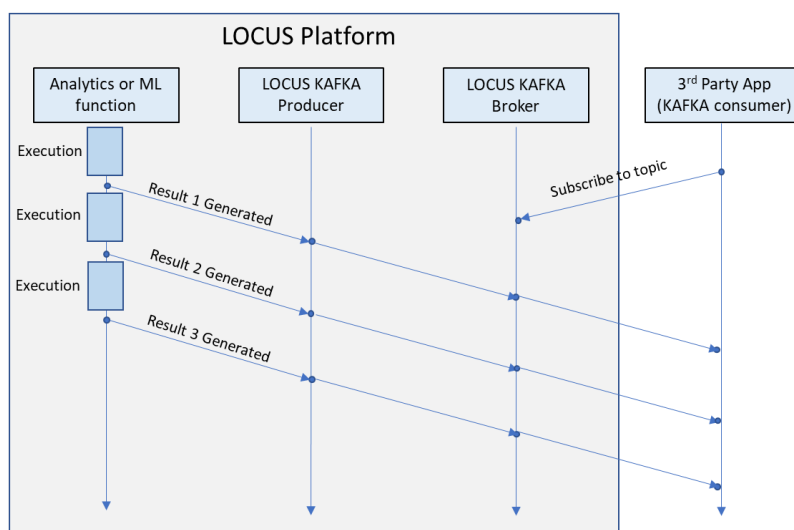 LOCUS Platform
Analytics or ML
function
LOCUS KAFKA
Producer
LOCUS KAFKA
Broker
3rd Party App
(KAFKA consumer)
Execution
Subscribe to topic
Result 1 Generated
Execution
Result 2 Generated
Execution
Result 3 Generated